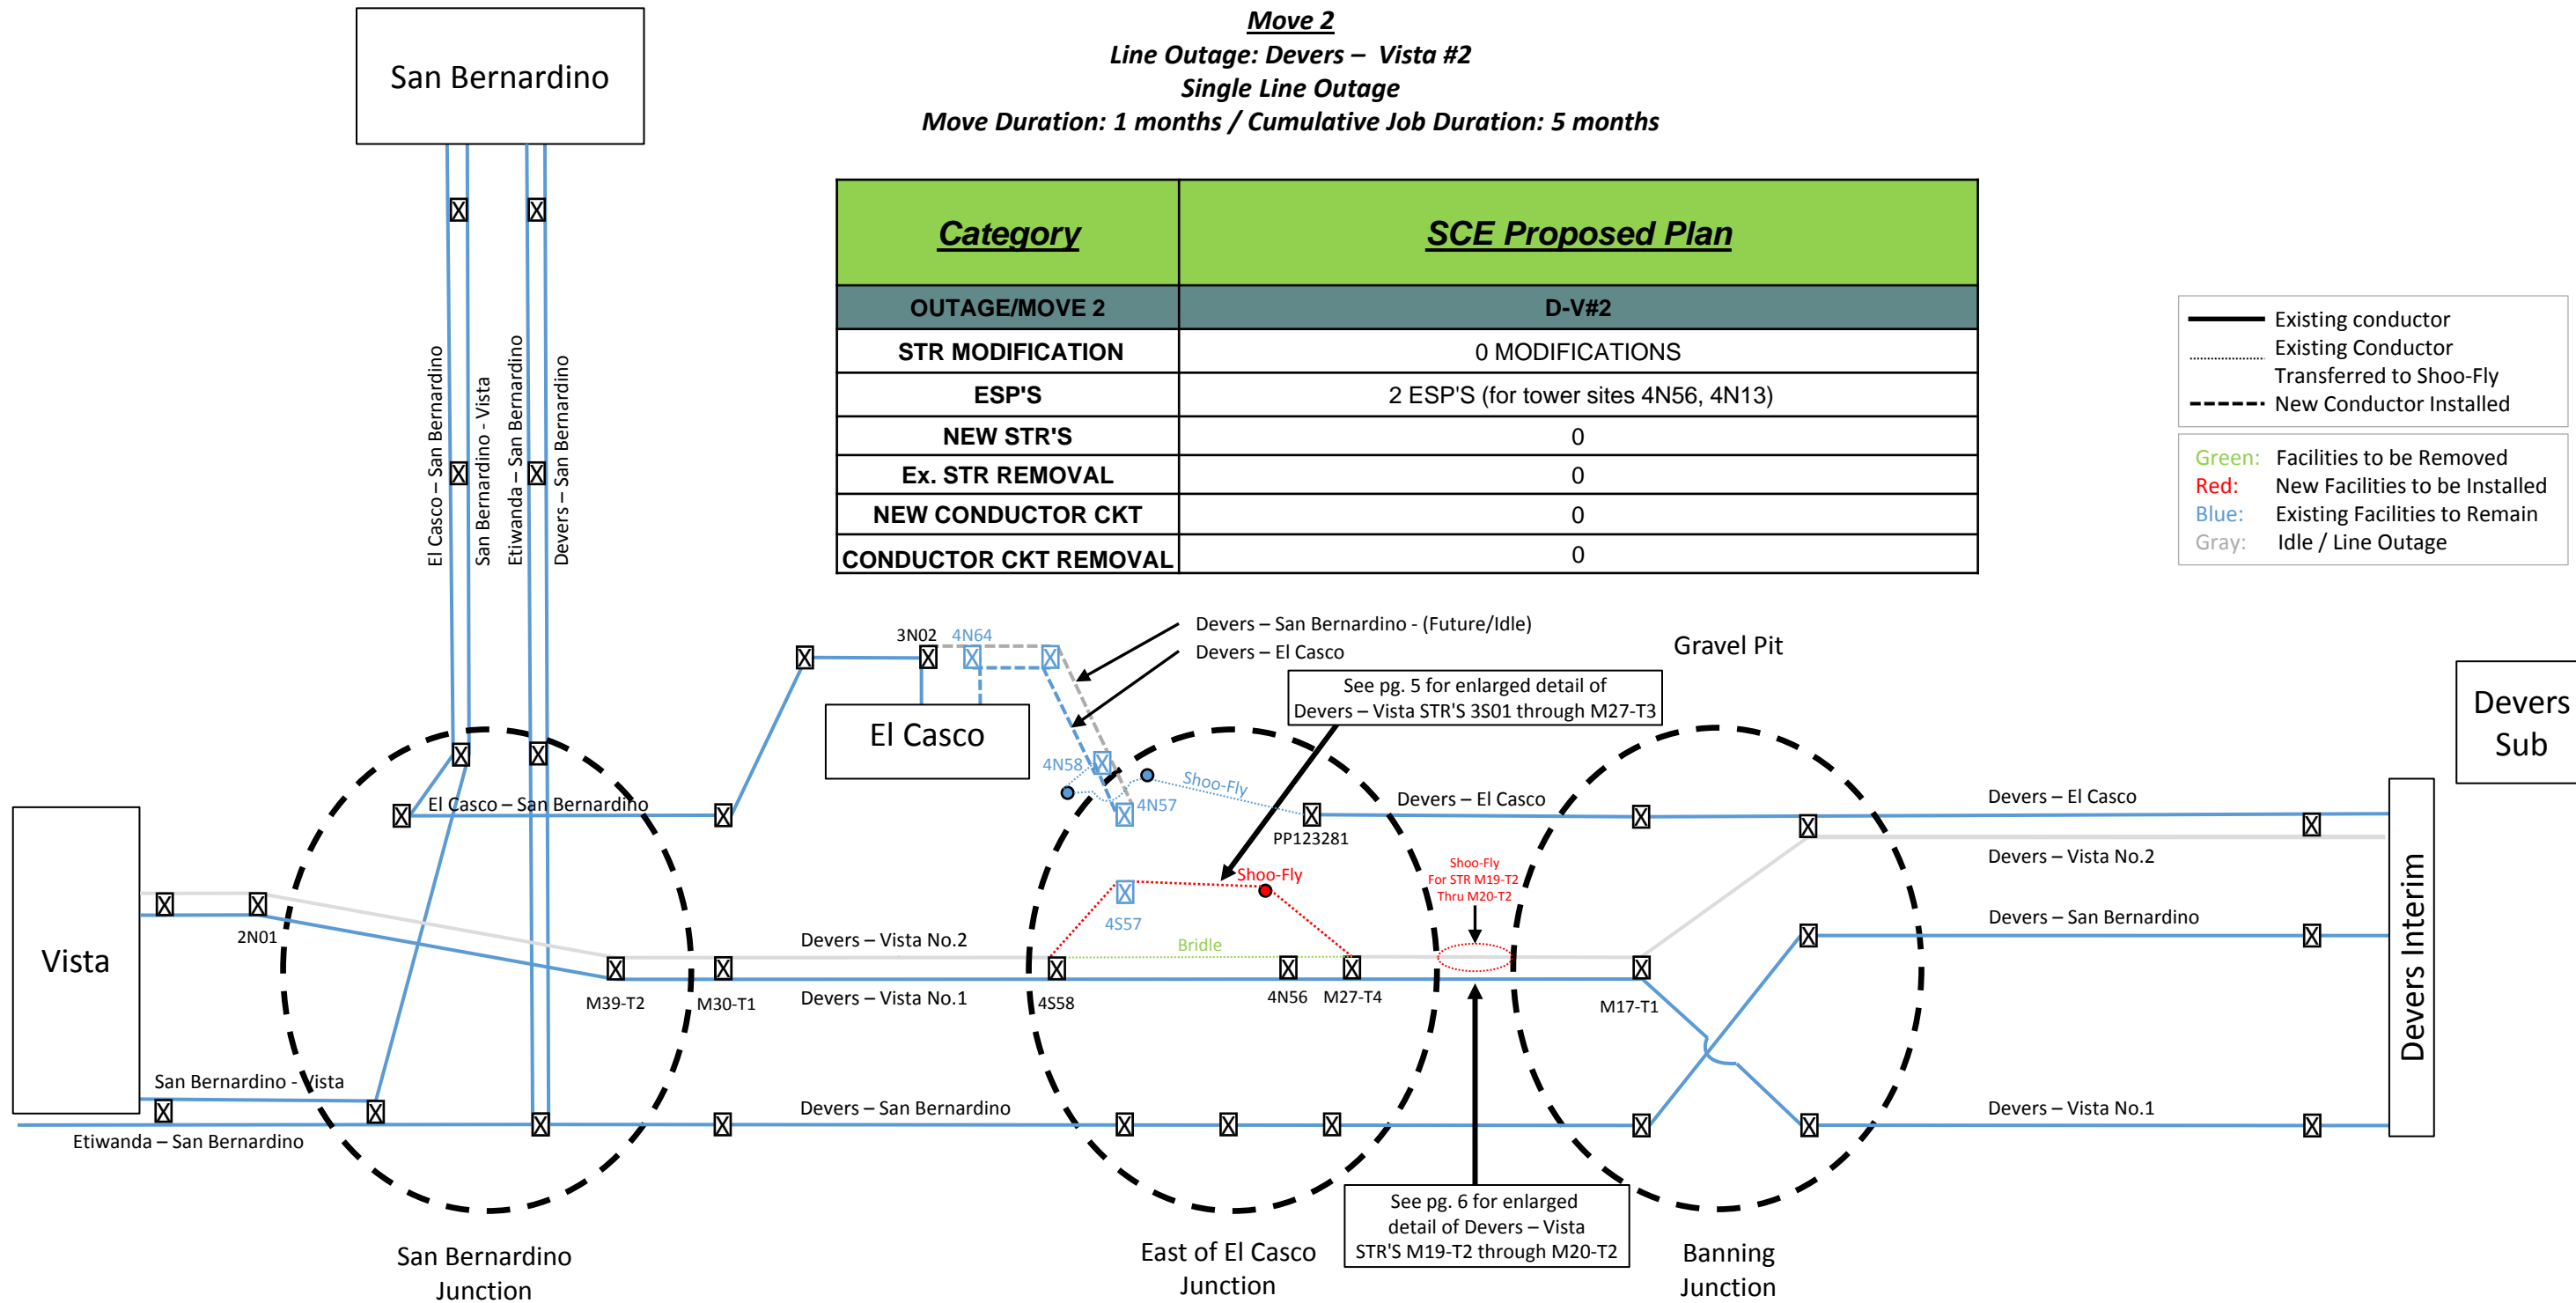 Move 2
Line Outage: Devers – Vista #2
Single Line Outage
Move Duration: 1 months / Cumulative Job Duration: 5 months
San Bernardino
Category
SCE Proposed Plan
OUTAGE/MOVE 2
D-V#2
STR MODIFICATION
0 MODIFICATIONS
ESP'S
2 ESP'S (for tower sites 4N56, 4N13)
NEW STR'S
0
Ex. STR REMOVAL
0
NEW CONDUCTOR CKT
0
CONDUCTOR CKT REMOVAL
0
Existing conductor
Existing Conductor
Transferred to Shoo-Fly
New Conductor Installed
Green: Facilities to be Removed
Red: New Facilities to be Installed
Blue: Existing Facilities to Remain
Gray: Idle / Line Outage
El Casco – San Bernardino
San Bernardino - Vista
Etiwanda – San Bernardino
Devers – San Bernardino
3N02
4N64
Devers – San Bernardino - (Future/Idle)
Devers – El Casco
Gravel Pit
See pg. 5 for enlarged detail of
Devers – Vista STR'S 3S01 through M27-T3
El Casco
Devers
Sub
4N58
4N57
Shoo-Fly
El Casco – San Bernardino
PP123281
Devers – El Casco
Devers – El Casco
Devers – Vista No.2
Shoo-Fly
Shoo-Fly
For STR M19-T2
Thru M20-T2
4S57
Vista
2N01
Devers – Vista No.2
Bridle
Devers – San Bernardino
Devers Interim
M39-T2
M30-T1
Devers – Vista No.1
4S58
4N56
M27-T4
M17-T1
San Bernardino - Vista
Devers – San Bernardino
Devers – Vista No.1
Etiwanda – San Bernardino
See pg. 6 for enlarged
detail of Devers – Vista
STR'S M19-T2 through M20-T2
San Bernardino
Junction
East of El Casco
Junction
Banning
Junction